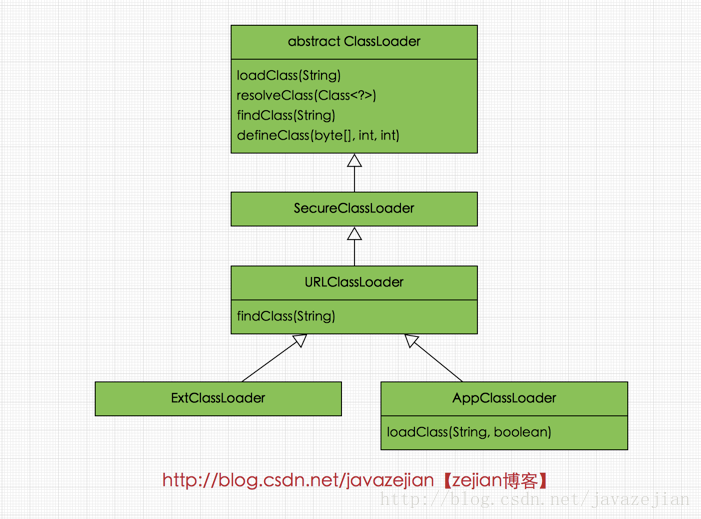 abstract ClassLoader
loadClass(String)
resolveClass(Class<?>)
findClass(String)
defineClass(byte[], int, int)
SecureClassLoader
URLClassLoader
findClass(String)
ExtClassLoader
AppClassLoader
loadClass(String, boolean)
http://blog.csdn.net/javazejian【zejian博客】
http://blog.csdn.net/javazejian